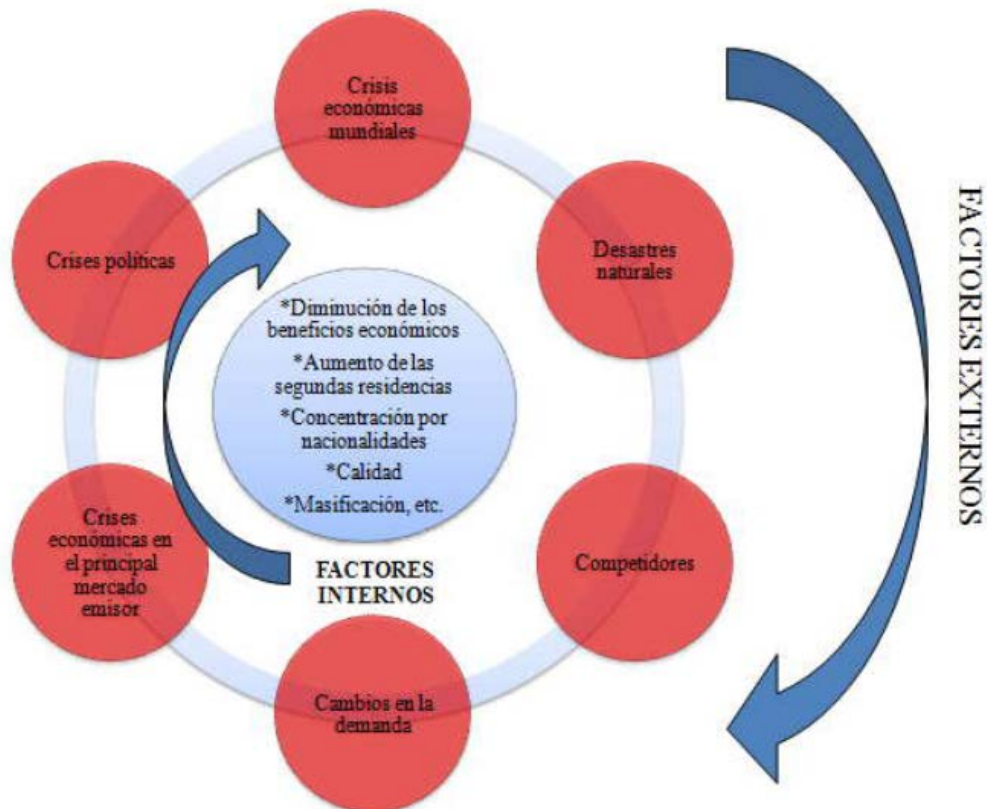 Crisis
económicas
mundiales
Desastres
naturales
Competidores
Cambios en la
demanda
Crises
económicas en
el principal
mercado
emisor
Crises políticas
*Diminución de los
beneficios económicos
*Aumento de las
segundas residencias
*Concentración por
nacionalidades
*Calidad
*Masificación, etc.
FACTORES
INTERNOS
FACTORES EXTERNOS